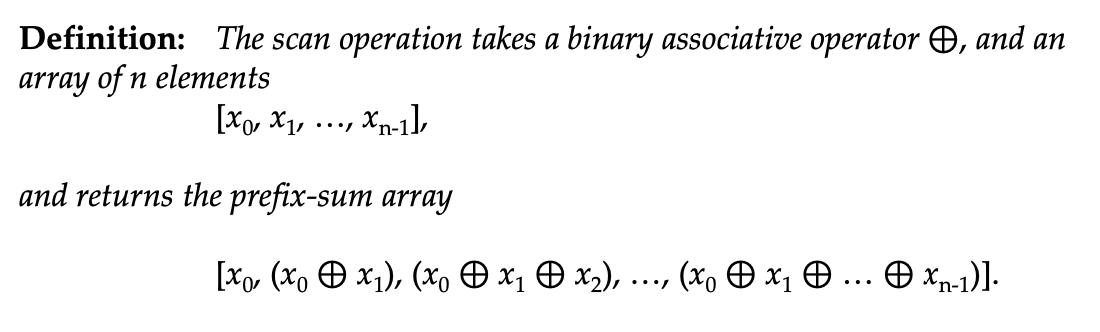 Definition: The scan operation takes a binary associative operator ⊕, and an
array of n elements
[x₀, x₁, …, xₙ₋₁],
and returns the prefix-sum array
[x₀, (x₀ ⊕ x₁), (x₀ ⊕ x₁ ⊕ x₂), …, (x₀ ⊕ x₁ ⊕ … ⊕ xₙ₋₁)].